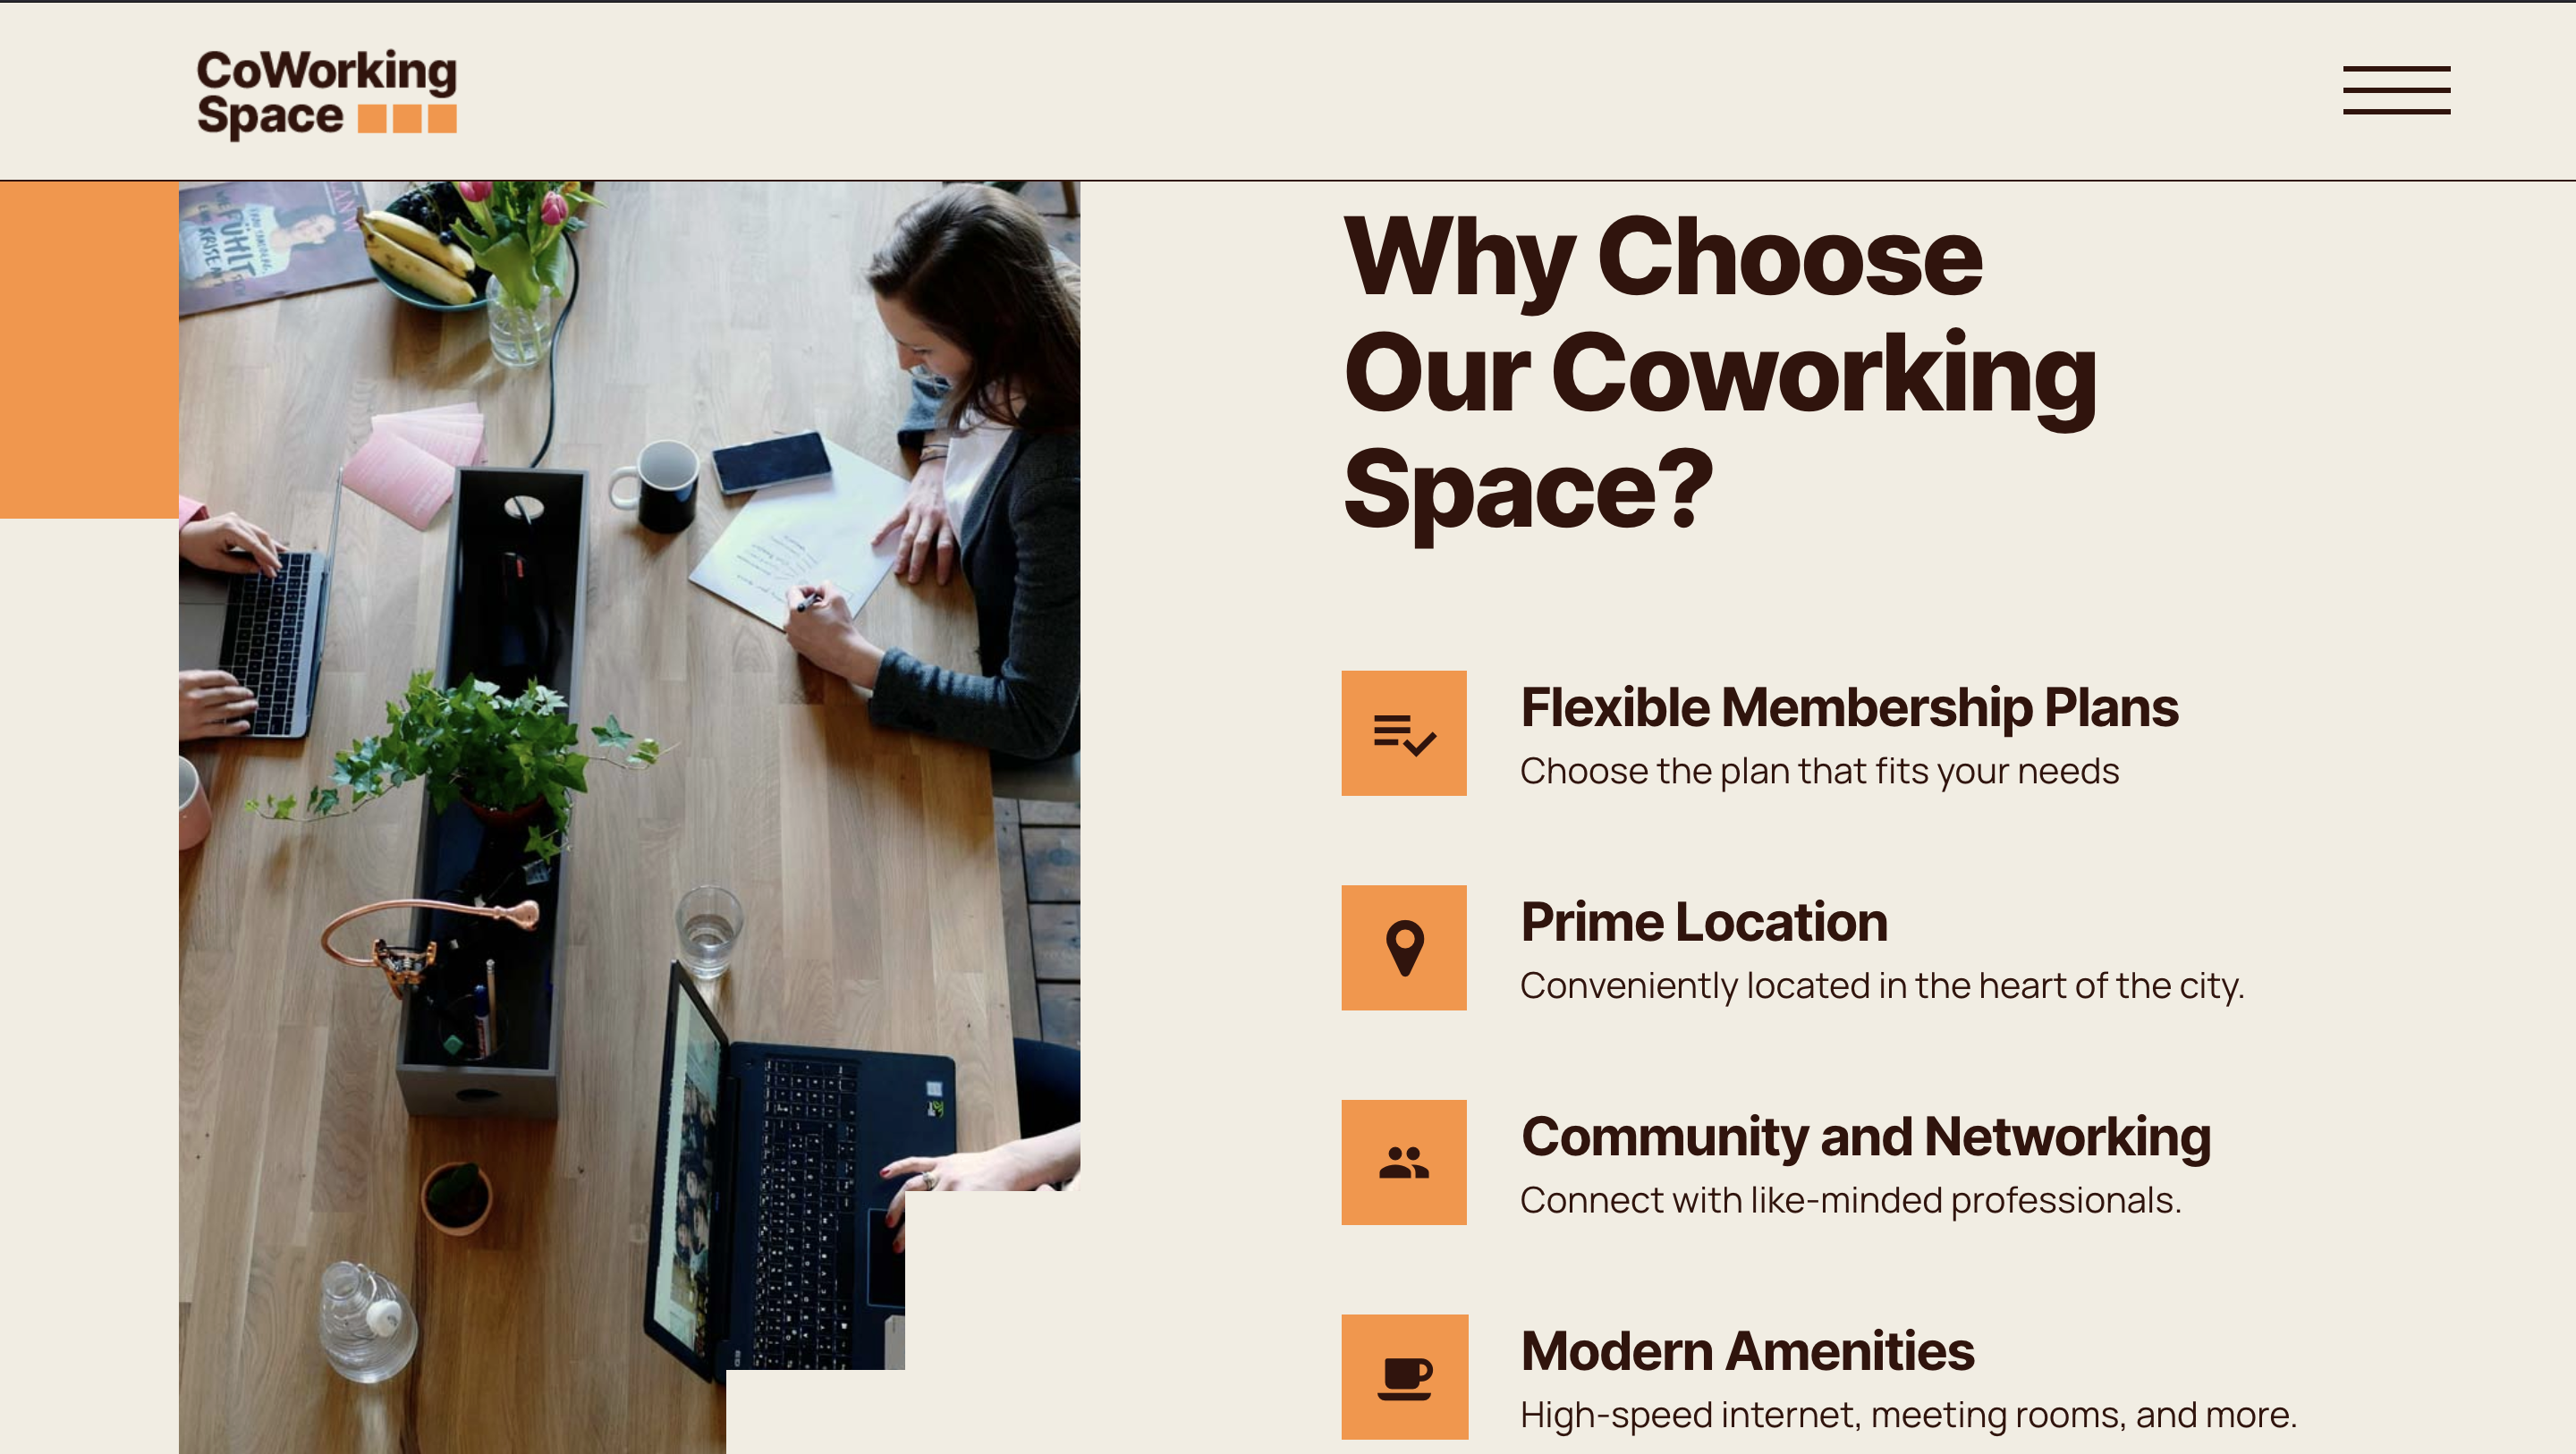 CoWorking
Space
FÜHLT
KRISE
Why Choose
Our Coworking
Space?
Flexible Membership Plans
Choose the plan that fits your needs
Prime Location
Conveniently located in the heart of the city.
Community and Networking
Connect with like-minded professionals.
Modern Amenities
High-speed internet, meeting rooms, and more.